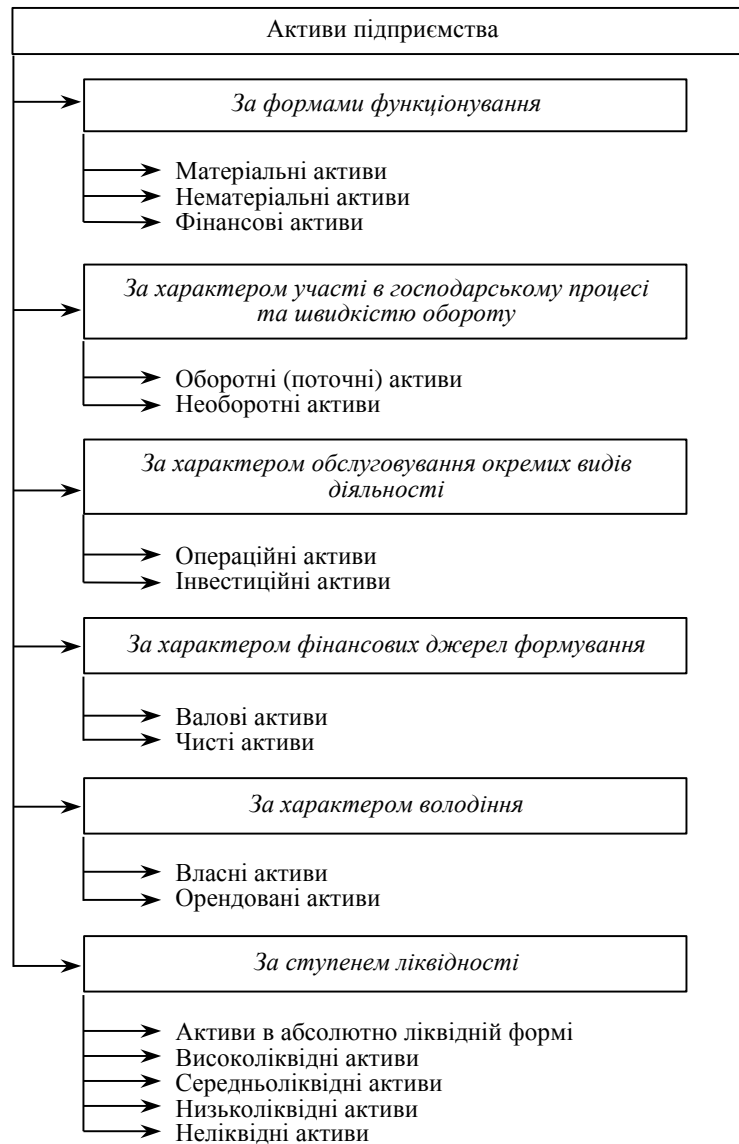 Активи підприємства
За формами функціонування
Матеріальні активи
Нематеріальні активи
Фінансові активи
За характером участі в господарському процесі
та швидкістю обороту
Оборотні (поточні) активи
Необоротні активи
За характером обслуговування окремих видів
діяльності
Операційні активи
Інвестиційні активи
За характером фінансових джерел формування
Валові активи
Чисті активи
За характером володіння
Власні активи
Орендовані активи
За ступенем ліквідності
Активи в абсолютно ліквідній формі
Високоліквідні активи
Середньоліквідні активи
Низьколіквідні активи
Неліквідні активи